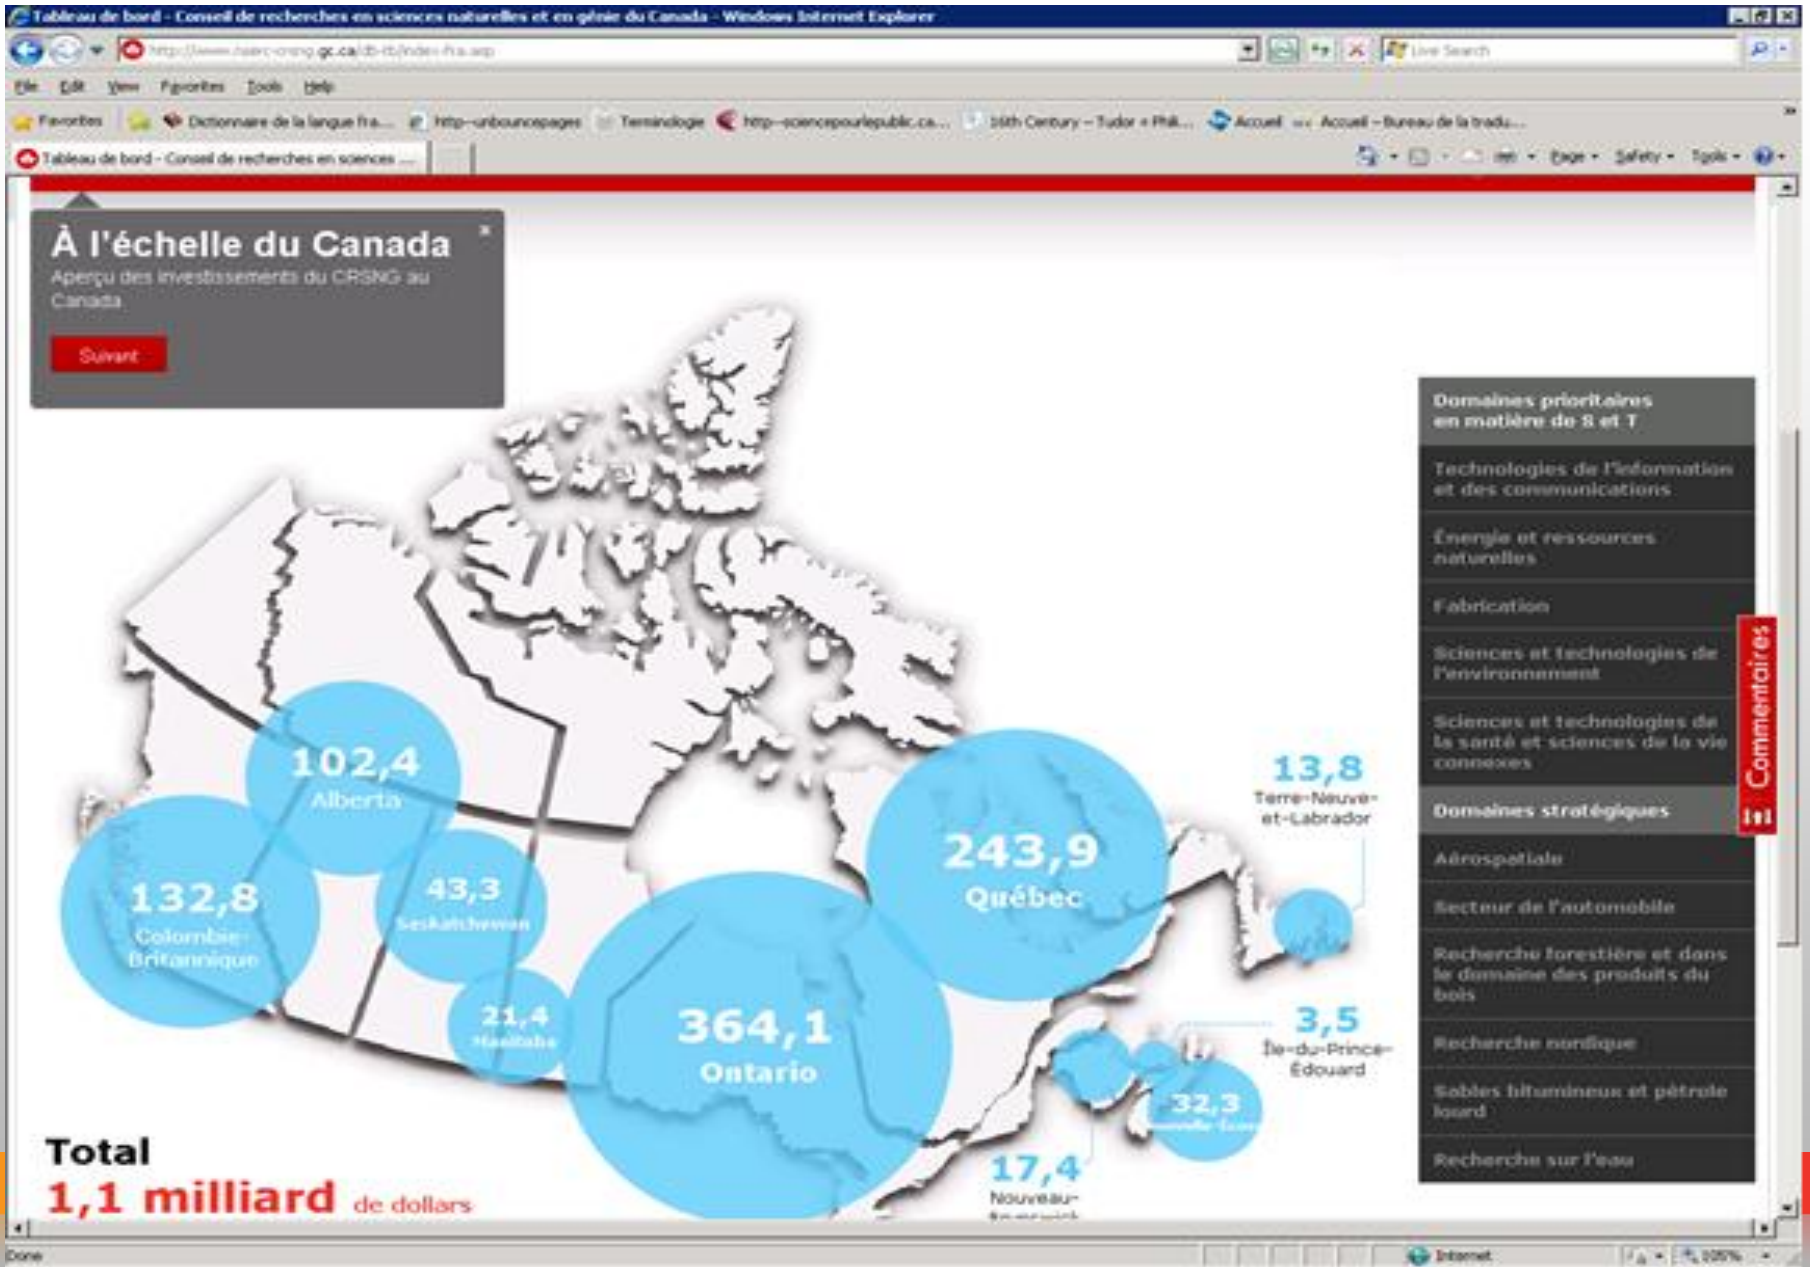 Tableau de bord - Conseil de recherches en sciences naturelles et en génie du Canada - Windows Internet Explorer
Live Search
File Edit View Favorites Tools Help
Favorites Dictionnaire de la langue fra... http--unbouncepages Terminologie http--sciencepourlepublic.ca... 16th Century – Tudor « Phil... Accueil Accueil – Bureau de la tradu...
Tableau de bord - Conseil de recherches en sciences ...
Page Safety Tools
À l'échelle du Canada
Aperçu des investissements du CRSNG au
Canada
Suivant
102,4
Alberta
132,8
Colombie-
Britannique
43,3
Saskatchewan
21,4
Manitoba
364,1
Ontario
243,9
Québec
13,8
Terre-Neuve-
et-Labrador
3,5
Île-du-Prince-
Édouard
32,3
17,4
Nouveau-
Total
1,1 milliard de dollars
Domaines prioritaires
en matière de S et T
Technologies de l'information
et des communications
Énergie et ressources
naturelles
Fabrication
Sciences et technologies de
l'environnement
Sciences et technologies de
la santé et sciences de la vie
connexes
Domaines stratégiques
Aérospatiale
Secteur de l'automobile
Recherche forestière et dans
le domaine des produits du
bois
Recherche nordique
Sables bitumineux et pétrole
lourd
Recherche sur l'eau
[+] Commentaires
Done Internet 105%